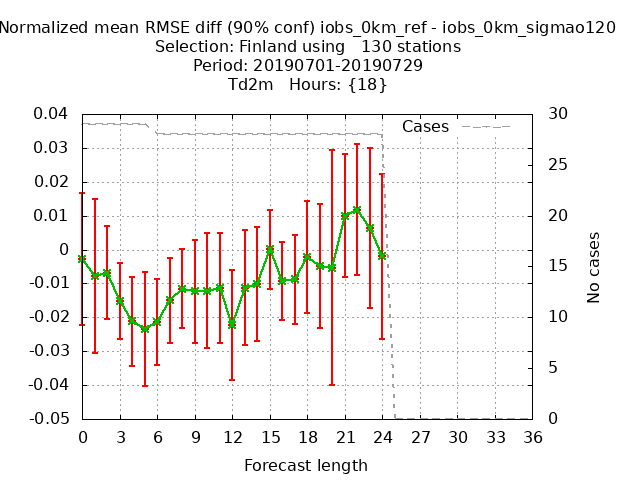 Normalized mean RMSE diff (90% conf) iobs_0km_ref - iobs_0km_sigmao120
Selection: Finland using 130 stations
Period: 20190701-20190729
Td2m Hours: {18}
Cases
0.04
0.03
0.02
0.01
0
-0.01
-0.02
-0.03
-0.04
-0.05
30
25
20
15
10
5
0
No cases
0 3 6 9 12 15 18 21 24 27 30 33 36
Forecast length